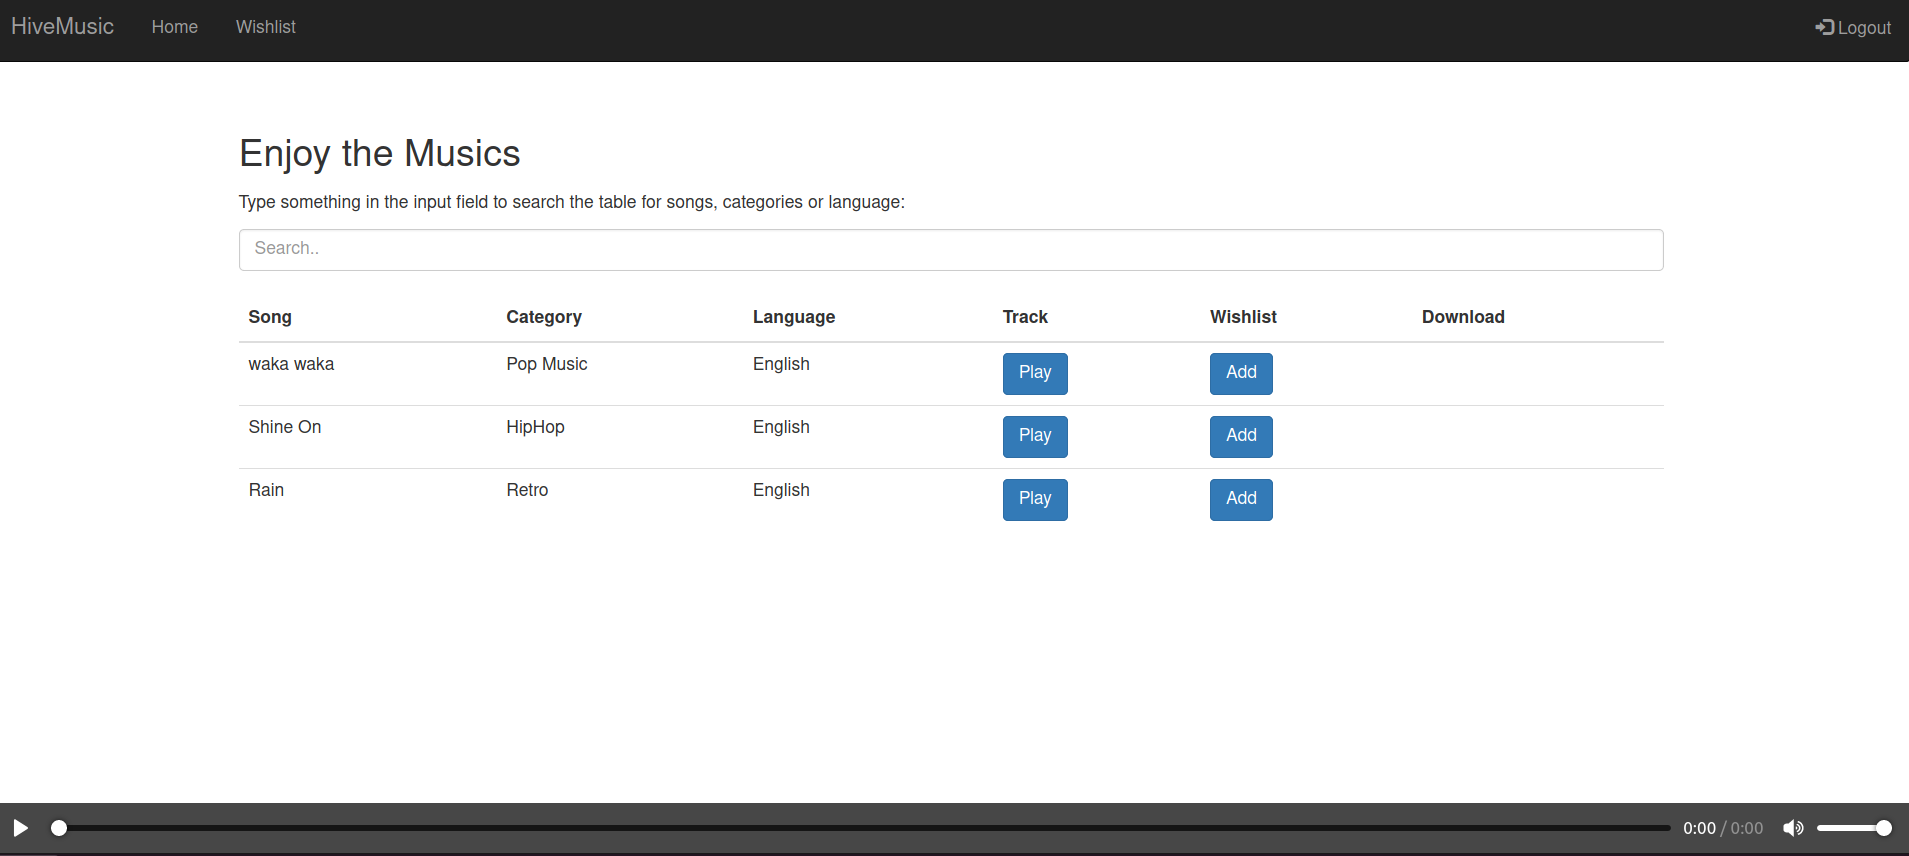 HiveMusic Home Wishlist Logout
Enjoy the Musics
Type something in the input field to search the table for songs, categories or language:
Search..
Song Category Language Track Wishlist Download
waka waka Pop Music English Play Add
Shine On HipHop English Play Add
Rain Retro English Play Add
0:00 / 0:00